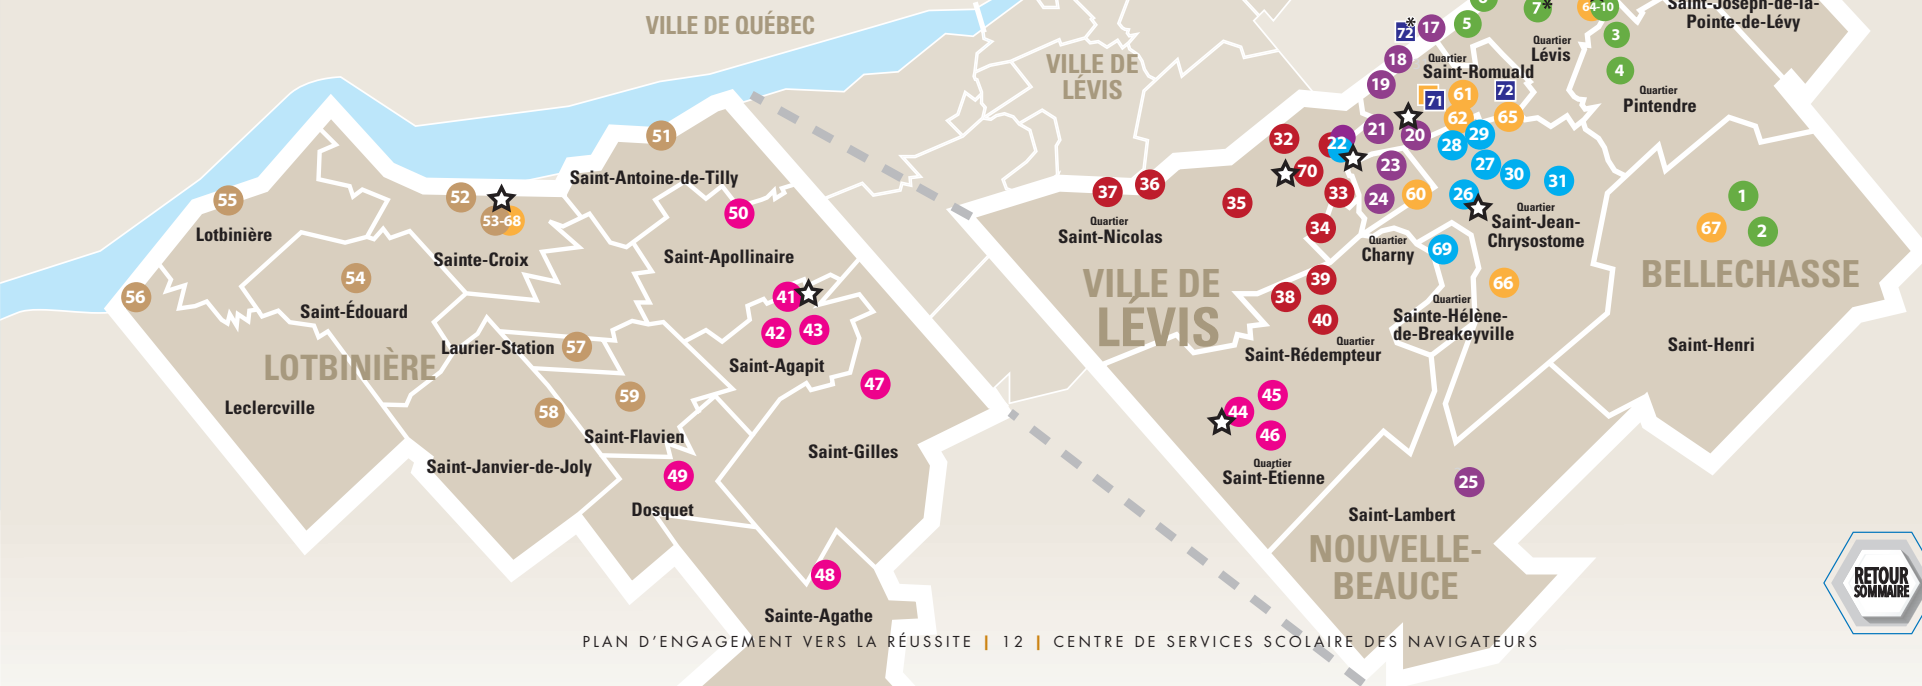 VILLE DE QUÉBEC
VILLE DE
LÉVIS
72*
17
5
7*
64-10
Saint-Joseph-de-la-
Pointe-de-Lévy
3
4
Quartier
Lévis
Quartier
Pintendre
18
19
Quartier
Saint-Romuald
71
61
72
62
65
51
Saint-Antoine-de-Tilly
50
Saint-Apollinaire
55
Lotbinière
52
53-68
Sainte-Croix
54
Saint-Édouard
56
LOTBINIÈRE
Leclercville
Laurier-Station
57
58
59
Saint-Flavien
Saint-Janvier-de-Joly
49
Dosquet
41
42
43
Saint-Agapit
47
Saint-Gilles
48
Sainte-Agathe
32
22
21
20
70
23
33
24
60
37
36
35
34
Quartier
Saint-Nicolas
28
29
27
30
31
26
Quartier
Saint-Jean-
Chrysostome
Quartier
Charny
69
VILLE DE
LÉVIS
39
38
40
Quartier
Saint-Rédempteur
66
Quartier
Sainte-Hélène-
de-Breakeyville
1
67
2
BELLECHASSE
Saint-Henri
45
44
46
Quartier
Saint-Etienne
25
Saint-Lambert
NOUVELLE-
BEAUCE
RETOUR
SOMMAIRE
PLAN D'ENGAGEMENT VERS LA RÉUSSITE | 12 | CENTRE DE SERVICES SCOLAIRE DES NAVIGATEURS